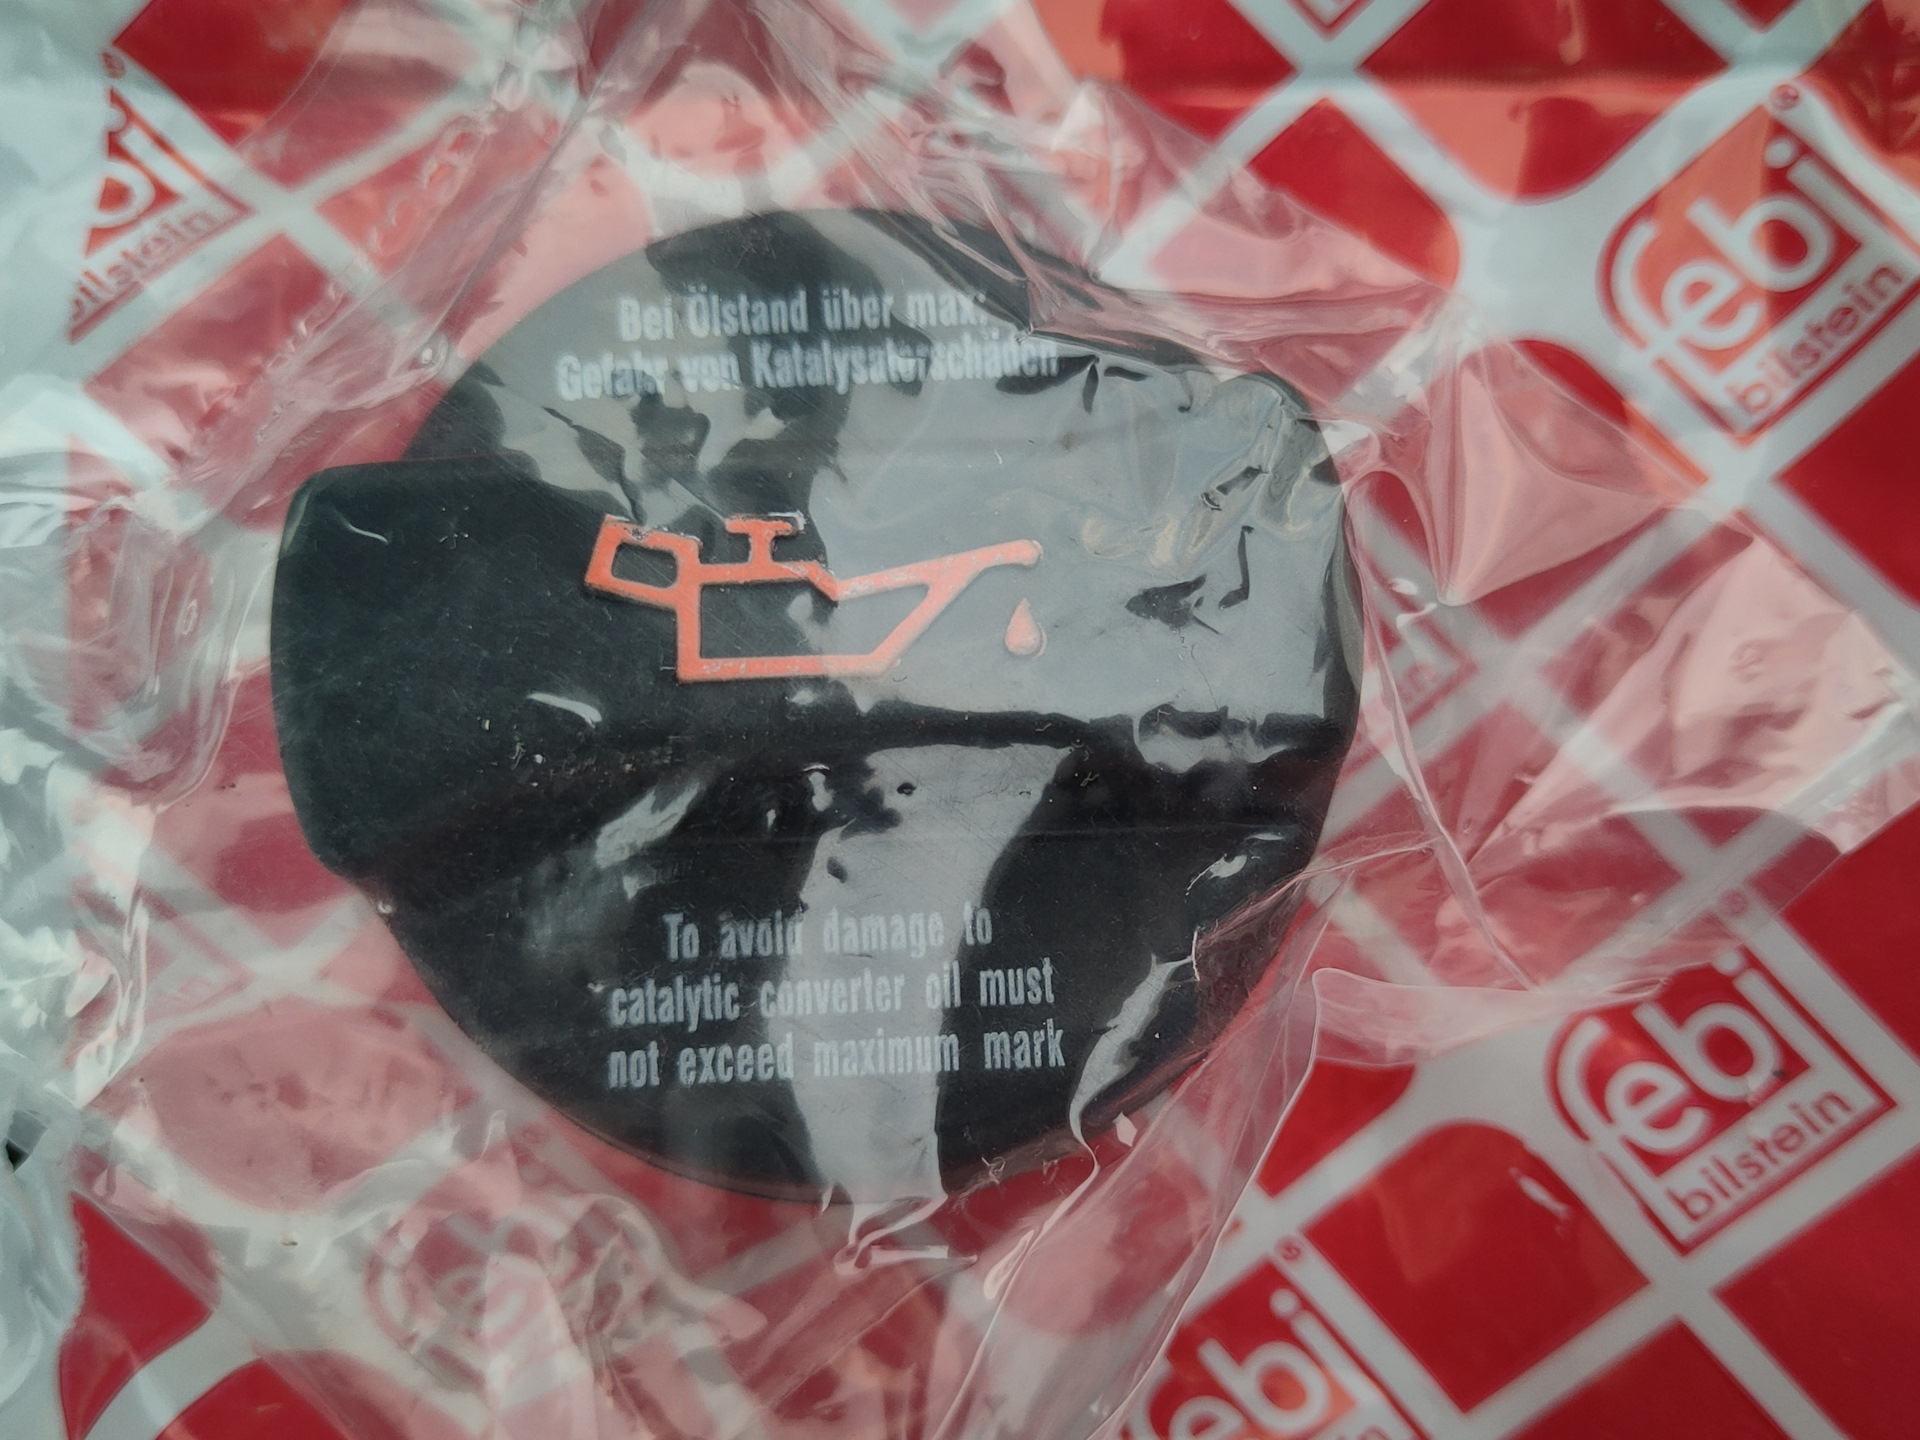 Bei Ölstand über max.
Gefahr von Katalysatorschäden
To avoid damage to
catalytic converter oil must
not exceed maximum mark
febi®
bilstein
febi
bilstein
bi®
bilstein
febi®